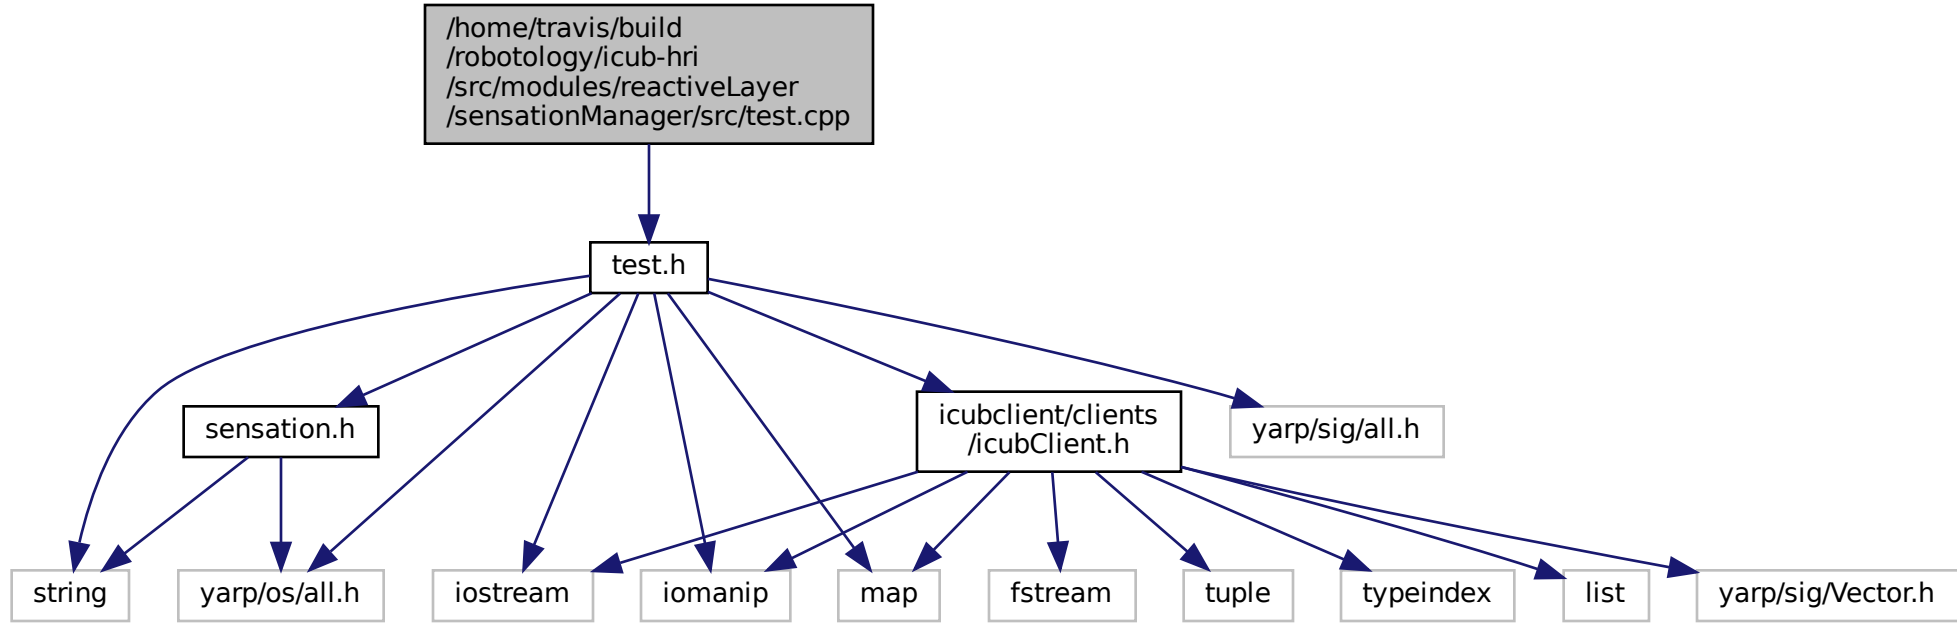 /home/travis/build
/robotology/icub-hri
/src/modules/reactiveLayer
/sensationManager/src/test.cpp
test.h
sensation.h
icubclient/clients
/icubClient.h
yarp/sig/all.h
string
yarp/os/all.h
iostream
iomanip
map
fstream
tuple
typeindex
list
yarp/sig/Vector.h